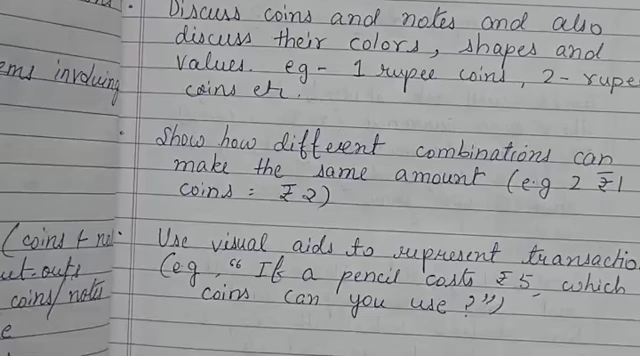 . Discuss coins and notes and also
discuss their colors, shapes and
values. eg - 1 rupee coins, 2 - rupe
coins etc.
. Show how different combinations can
make the same amount (e.g 2 ₹1
coins = ₹2)
. Use visual aids to represent transactio
(eg, "If a pencil costs ₹5, which
coins can you use?")
ems involving
(coins + no
ut-outs
coins/notes
e